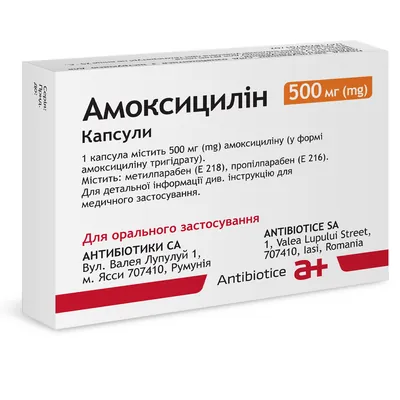 Амоксицилін 500 мг (mg)
Капсули
1 капсула містить 500 мг (mg) амоксициліну (у формі
амоксициліну тригідрату).
Містить: метилпарабен (Е 218), пропілпарабен (Е 216).
Для детальної інформації див. інструкцію для
медичного застосування.
Для орального застосування
АНТИБІОТИКИ СА
Вул. Валея Лупулуй 1,
м. Ясси 707410, Румунія
ANTIBIOTICE SA
1, Valea Lupului Street,
707410, Iasi, Romania
Antibiotice a+
Серія: